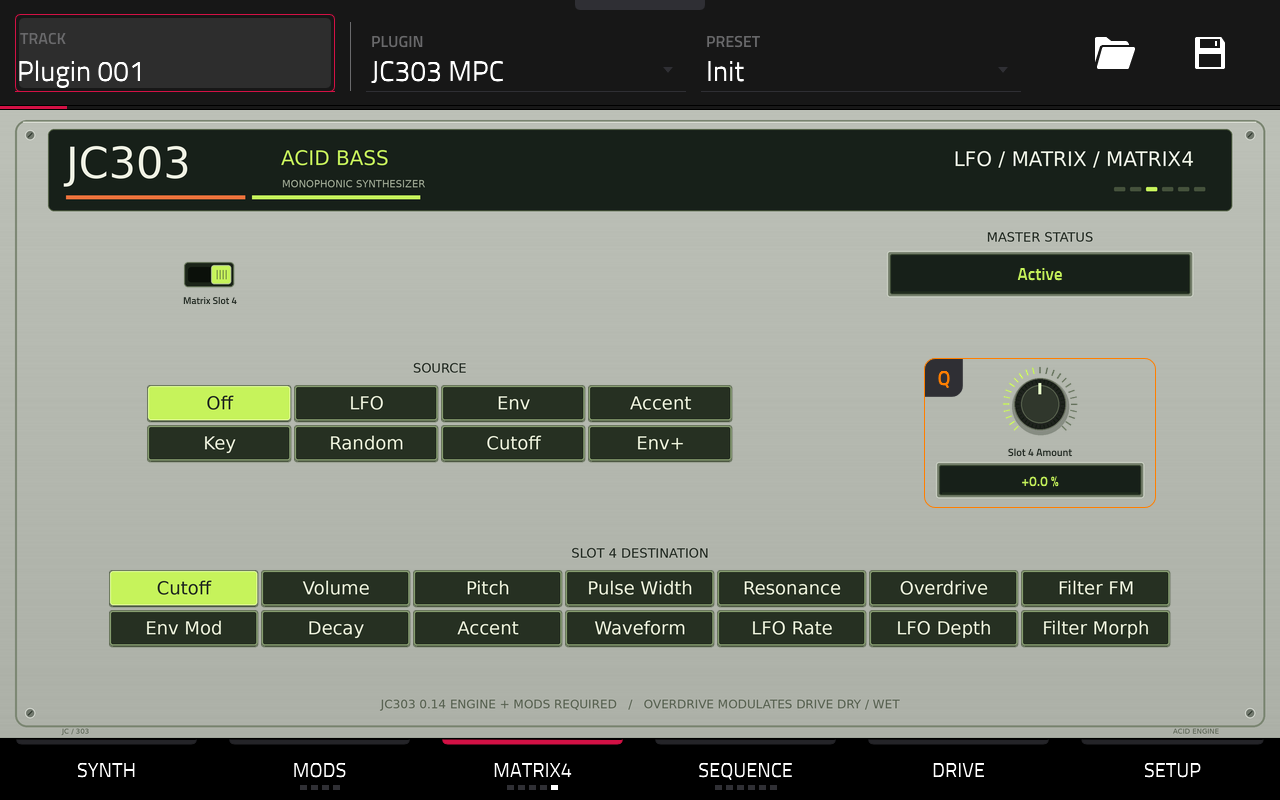 TRACK
Plugin 001
PLUGIN
JC303 MPC
PRESET
Init
JC303
ACID BASS
MONOPHONIC SYNTHESIZER
LFO / MATRIX / MATRIX4
MASTER STATUS
Active
Matrix Slot 4
SOURCE
Off LFO Env Accent
Key Random Cutoff Env+
Q
Slot 4 Amount
+0.0 %
SLOT 4 DESTINATION
Cutoff Volume Pitch Pulse Width Resonance Overdrive Filter FM
Env Mod Decay Accent Waveform LFO Rate LFO Depth Filter Morph
JC303 0.14 ENGINE + MODS REQUIRED / OVERDRIVE MODULATES DRIVE DRY / WET
JC / 303
ACID ENGINE
SYNTH MODS MATRIX4 SEQUENCE DRIVE SETUP